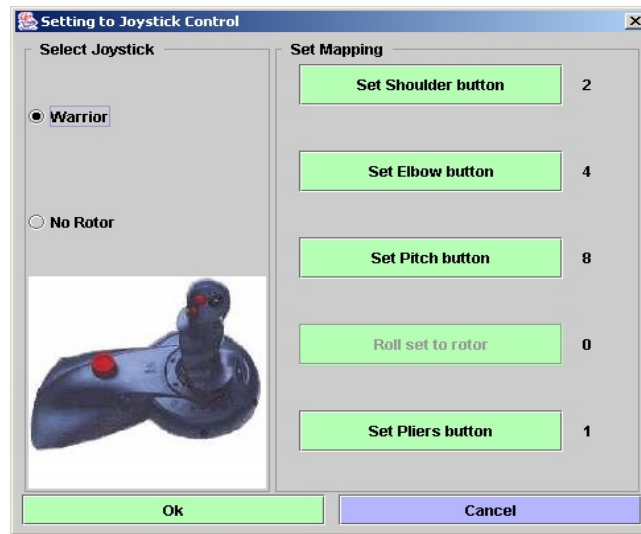 Setting to Joystick Control
Select Joystick
Warrior
No Rotor
Set Mapping
Set Shoulder button 2
Set Elbow button 4
Set Pitch button 8
Roll set to rotor 0
Set Pliers button 1
Ok
Cancel